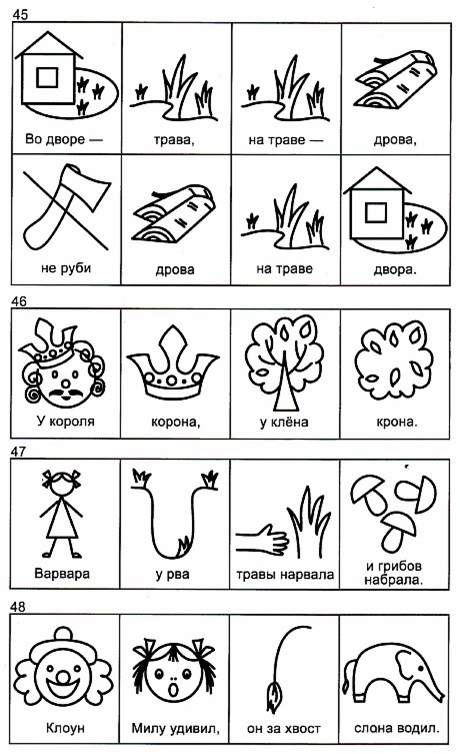 45
Во дворе — трава, на траве — дрова,
не руби дрова на траве двора.
46
У короля корона, у клёна крона.
47
Варвара у рва травы нарвала и грибов
набрала.
48
Клоун Милу удивил, он за хвост слона водил.